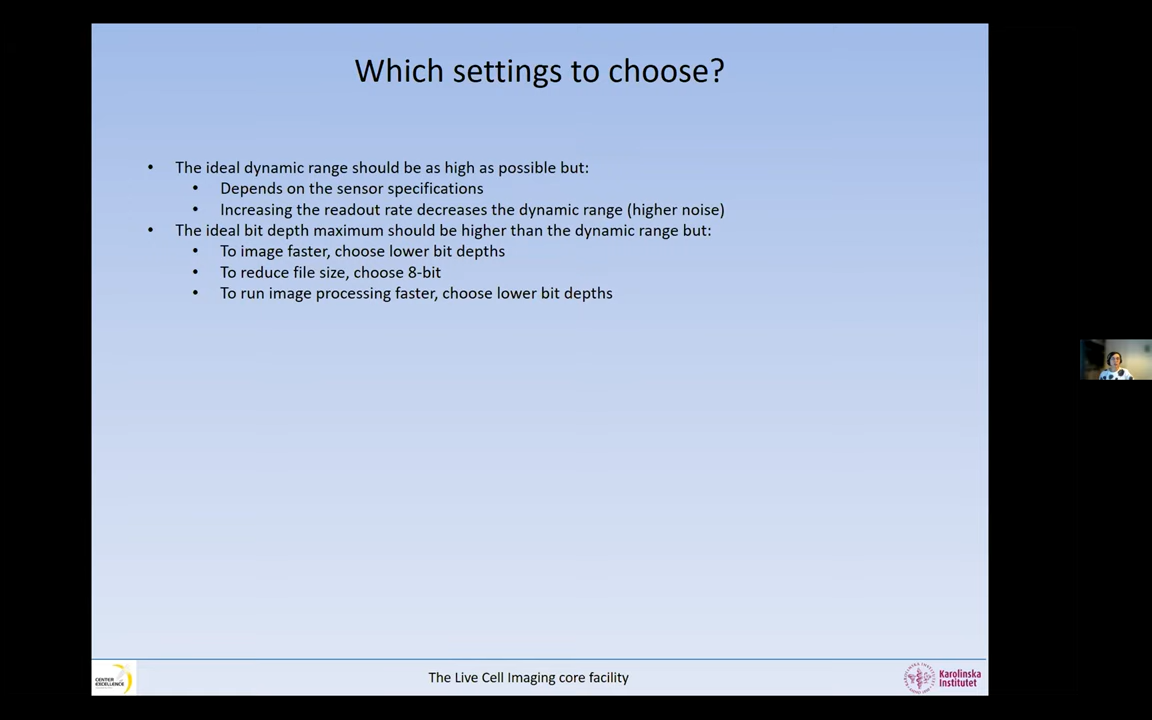 Which settings to choose?
• The ideal dynamic range should be as high as possible but:
• Depends on the sensor specifications
• Increasing the readout rate decreases the dynamic range (higher noise)
• The ideal bit depth maximum should be higher than the dynamic range but:
• To image faster, choose lower bit depths
• To reduce file size, choose 8-bit
• To run image processing faster, choose lower bit depths
CENTER
EXCELLENCE
The Live Cell Imaging core facility
Karolinska
Institutet